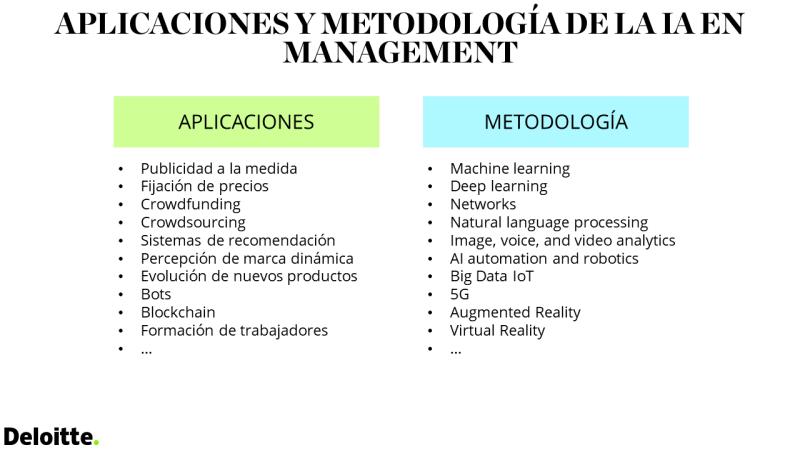 APLICACIONES Y METODOLOGÍA DE LA IA EN
MANAGEMENT
APLICACIONES
• Publicidad a la medida
• Fijación de precios
• Crowdfunding
• Crowdsourcing
• Sistemas de recomendación
• Percepción de marca dinámica
• Evolución de nuevos productos
• Bots
• Blockchain
• Formación de trabajadores
• ...
METODOLOGÍA
• Machine learning
• Deep learning
• Networks
• Natural language processing
• Image, voice, and video analytics
• AI automation and robotics
• Big Data IoT
• 5G
• Augmented Reality
• Virtual Reality
• ...
Deloitte.